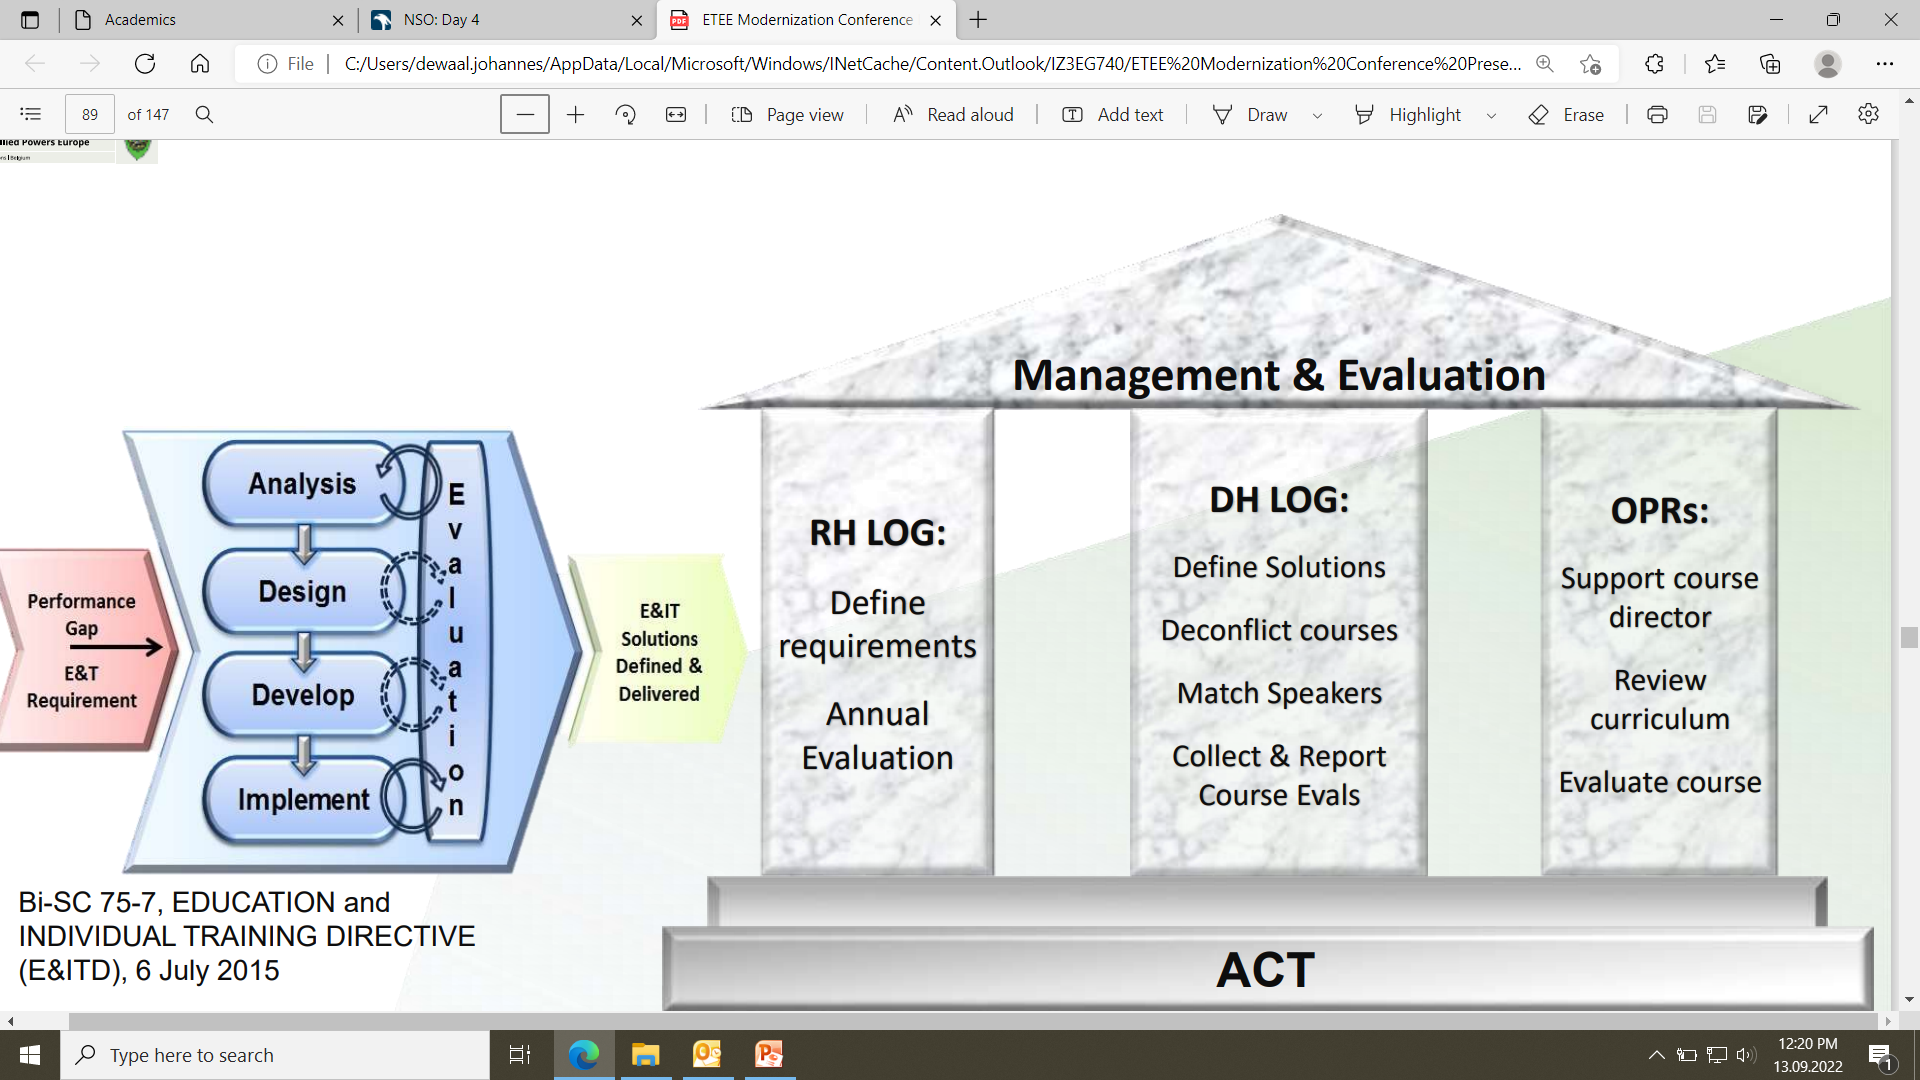 Academics
NSO: Day 4
ETEE Modernization Conference
File
C:/Users/dewaal.johannes/AppData/Local/Microsoft/Windows/INetCache/Content.Outlook/IZ3EG740/ETEE%20Modernization%20Conference%20Prese...
89 of 147
Page view
Read aloud
Add text
Draw
Highlight
Erase
Powers Europe
Belgium
Management & Evaluation
Performance
Gap
E&T
Requirement
Analysis
Design
Develop
Implement
Evaluation
E&IT
Solutions
Defined &
Delivered
RH LOG:
Define
requirements
Annual
Evaluation
DH LOG:
Define Solutions
Deconflict courses
Match Speakers
Collect & Report
Course Evals
OPRs:
Support course
director
Review
curriculum
Evaluate course
Bi-SC 75-7, EDUCATION and
INDIVIDUAL TRAINING DIRECTIVE
(E&ITD), 6 July 2015
ACT
Type here to search
12:20 PM
13.09.2022
1